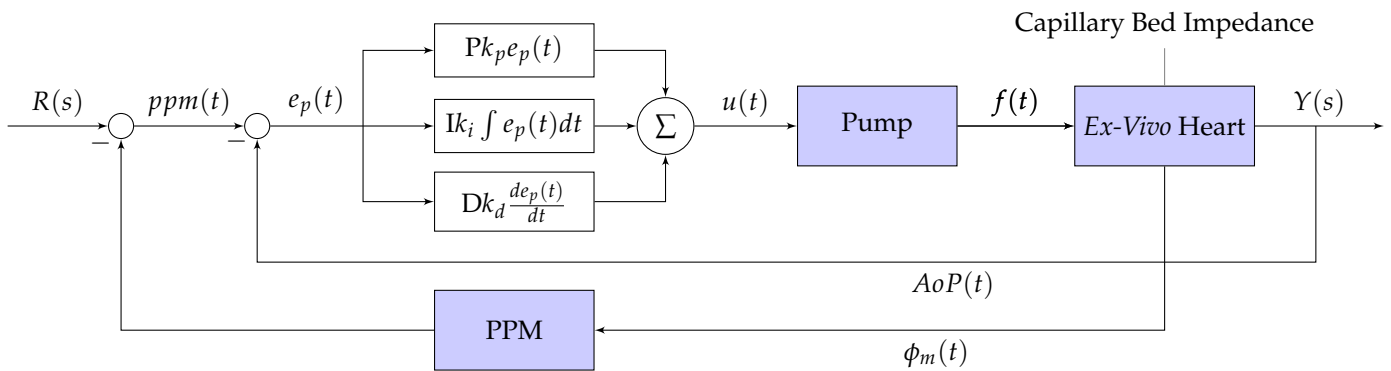 Capillary Bed Impedance
R(s)
ppm(t)
e_p(t)
Pk_p e_p(t)
Ik_i ∫ e_p(t)dt
Dk_d \frac{de_p(t)}{dt}
Σ
u(t)
Pump
f(t)
Ex-Vivo Heart
Y(s)
−
−
AoP(t)
PPM
ϕ_m(t)